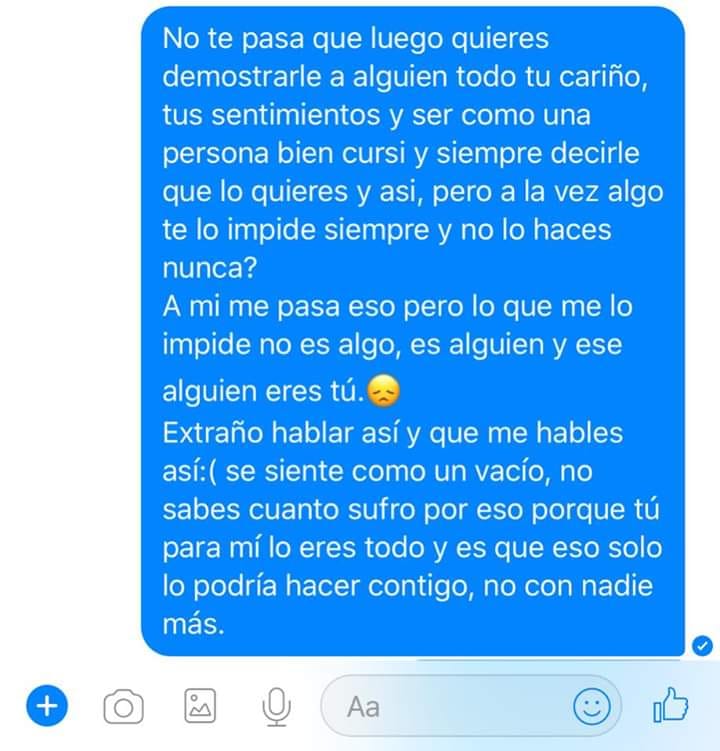 No te pasa que luego quieres
demostrarle a alguien todo tu cariño,
tus sentimientos y ser como una
persona bien cursi y siempre decirle
que lo quieres y asi, pero a la vez algo
te lo impide siempre y no lo haces
nunca?
A mi me pasa eso pero lo que me lo
impide no es algo, es alguien y ese
alguien eres tú.😞
Extraño hablar así y que me hables
así:( se siente como un vacío, no
sabes cuanto sufro por eso porque tú
para mí lo eres todo y es que eso solo
lo podría hacer contigo, no con nadie
más.
Aa